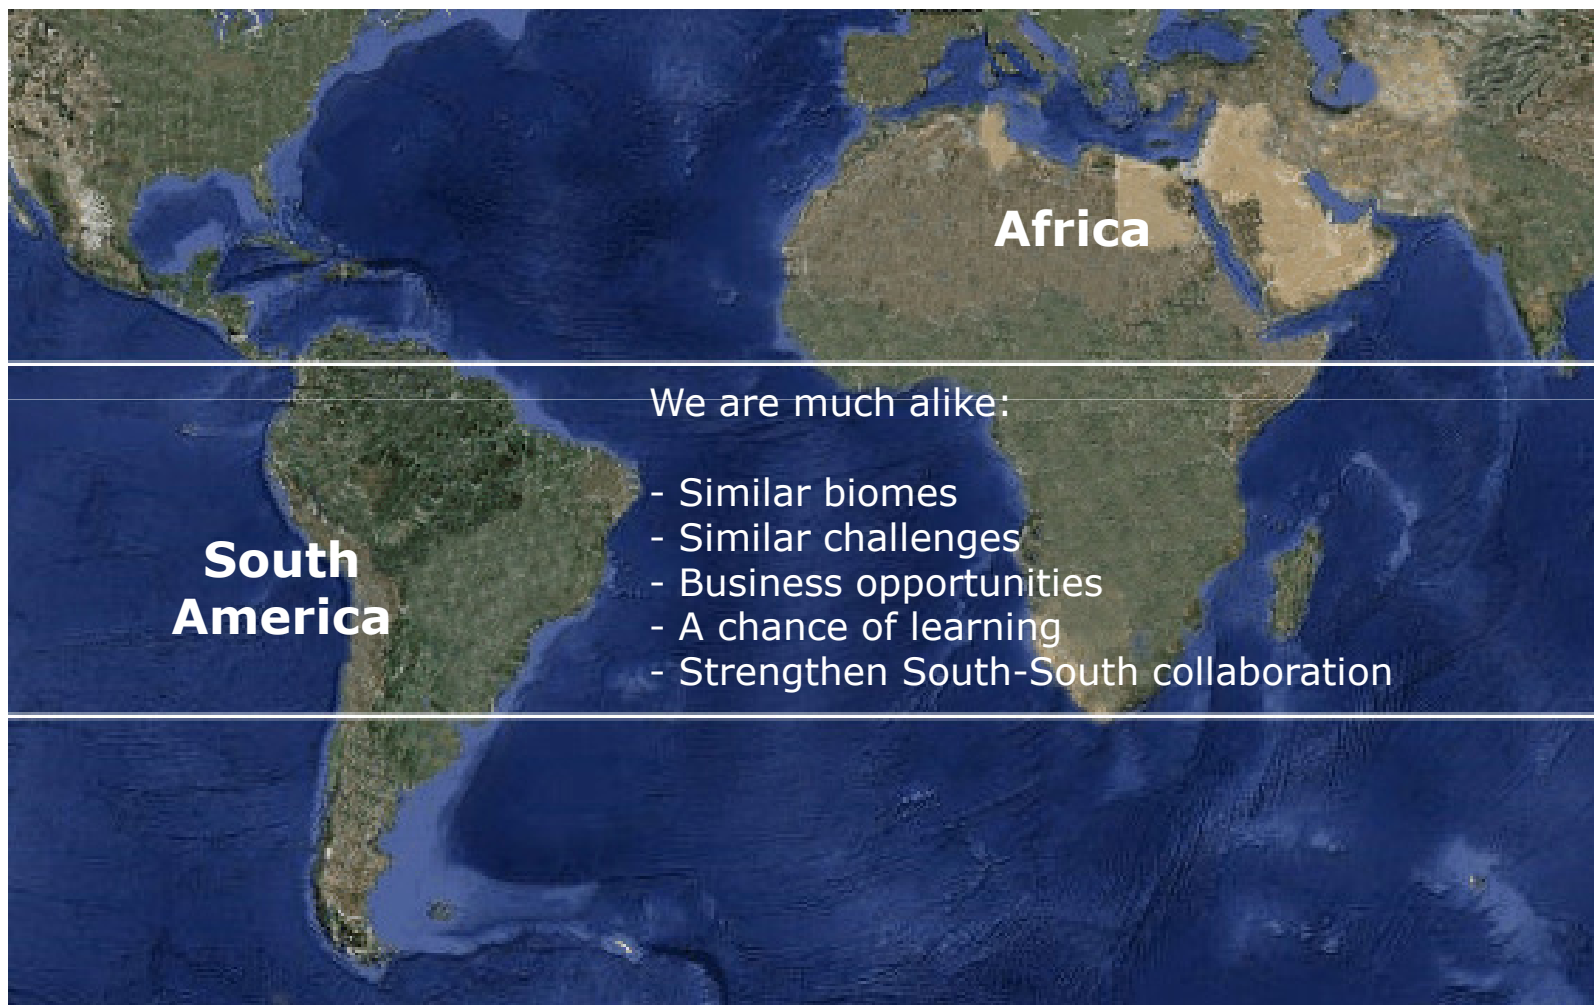 Africa
We are much alike:
- Similar biomes
- Similar challenges
- Business opportunities
- A chance of learning
- Strengthen South-South collaboration
South
America